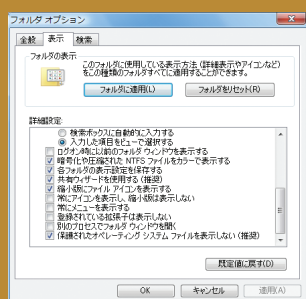 フォルダ オプション
全般 表示 検索
フォルダの表示
このフォルダに使用している表示方法 (詳細表示やアイコンなど)
をこの種類のフォルダすべてに適用することができます。
フォルダに適用(L) フォルダをリセット(R)
詳細設定:
検索ボックスに自動的に入力する
入力した項目をビューで選択する
ログオン時に以前のフォルダ ウィンドウを表示する
暗号化や圧縮された NTFS ファイルをカラーで表示する
各フォルダの表示設定を保存する
共有ウィザードを使用する (推奨)
縮小版にファイル アイコンを表示する
常にアイコンを表示し、縮小版は表示しない
常にメニューを表示する
登録されている拡張子は表示しない
別のプロセスでフォルダ ウィンドウを開く
保護されたオペレーティング システム ファイルを表示しない (推奨)
既定値に戻す(D)
OK キャンセル 適用(A)